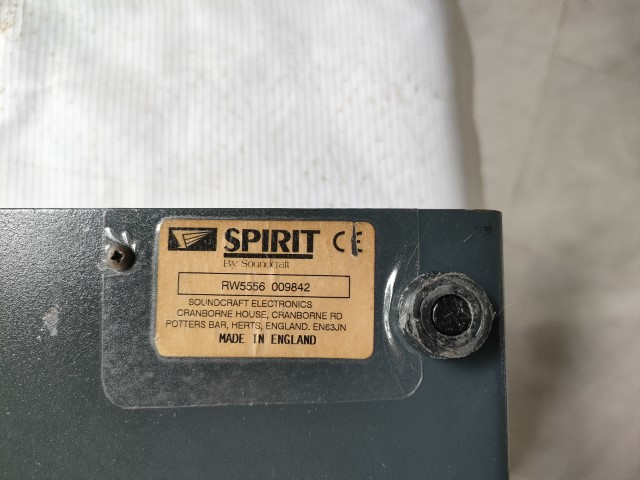 SPIRIT CE
By Soundcraft
RW5556 009842
SOUNDCRAFT ELECTRONICS
CRANBORNE HOUSE, CRANBORNE RD
POTTERS BAR, HERTS, ENGLAND. EN63JN
MADE IN ENGLAND